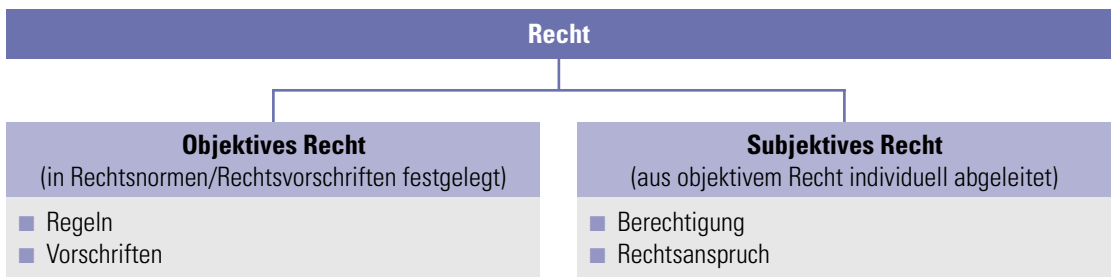 Recht
Objektives Recht
(in Rechtsnormen/Rechtsvorschriften festgelegt)
Regeln
Vorschriften
Subjektives Recht
(aus objektivem Recht individuell abgeleitet)
Berechtigung
Rechtsanspruch